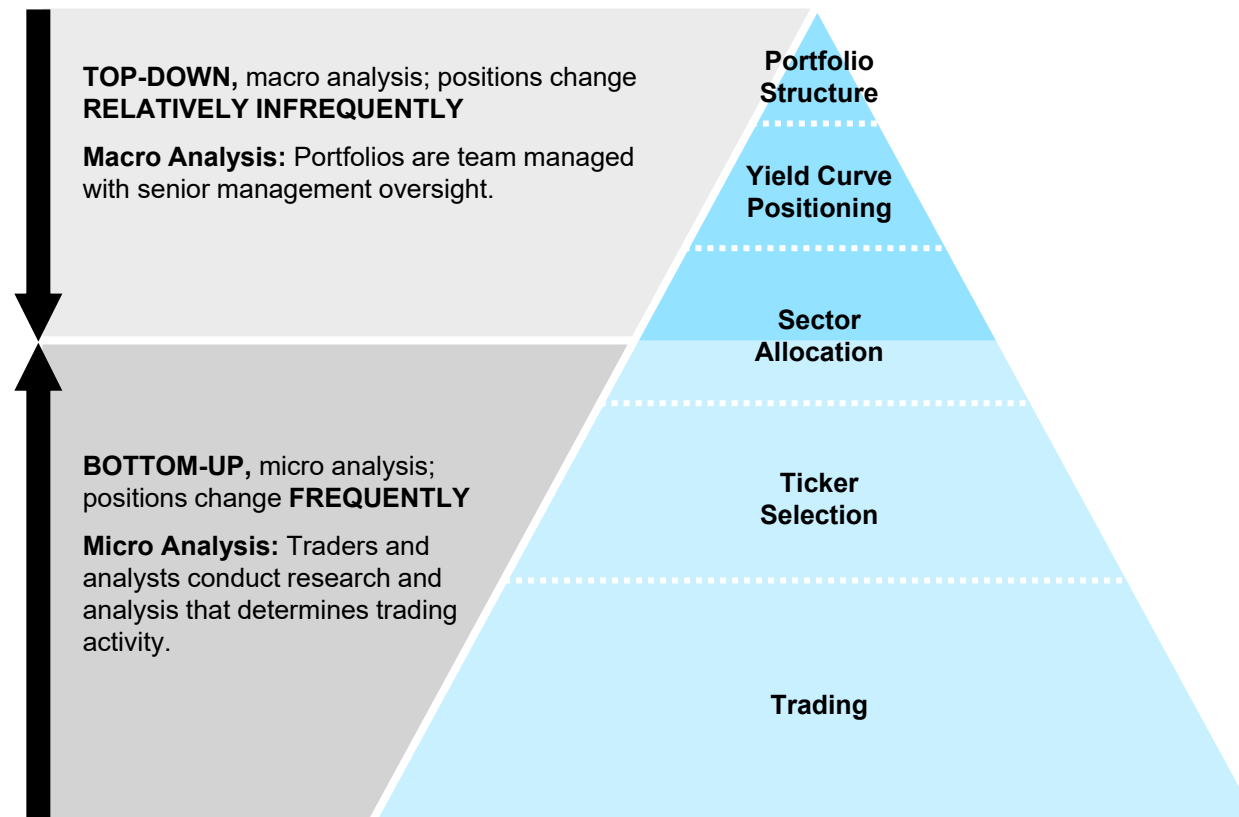 TOP-DOWN, macro analysis; positions change
RELATIVELY INFREQUENTLY
Macro Analysis: Portfolios are team managed
with senior management oversight.
Portfolio
Structure
Yield Curve
Positioning
Sector
Allocation
BOTTOM-UP, micro analysis;
positions change FREQUENTLY
Micro Analysis: Traders and
analysts conduct research and
analysis that determines trading
activity.
Ticker
Selection
Trading